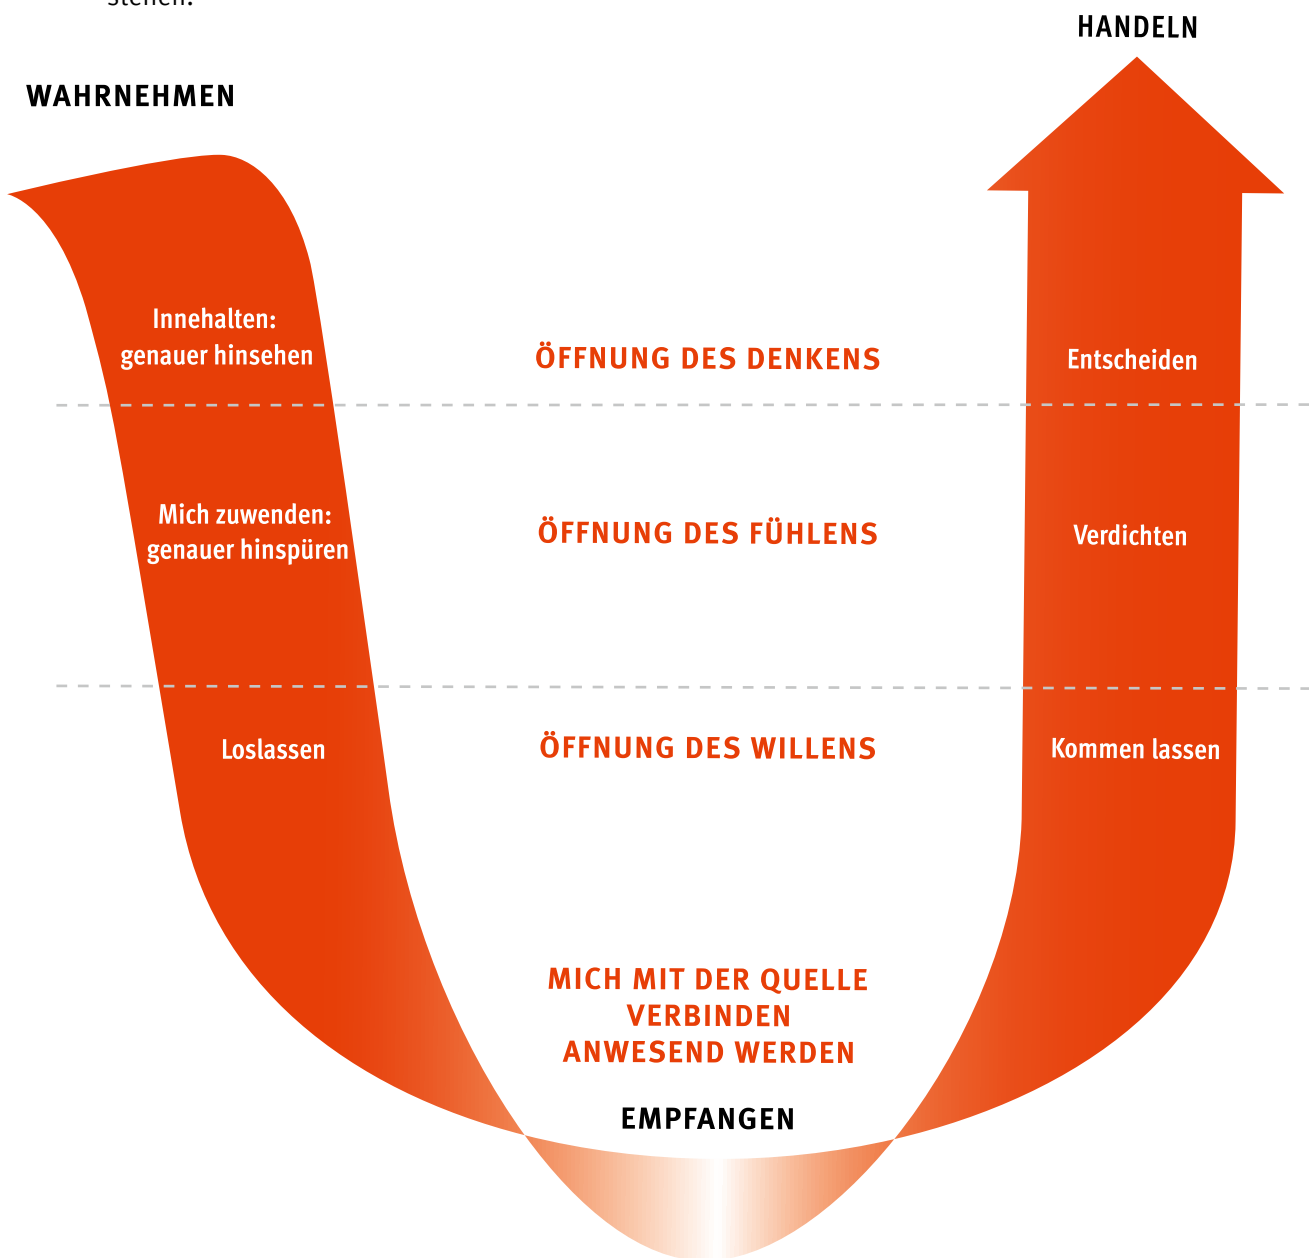 stehen.
HANDELN
WAHRNEHMEN
Innehalten:
genauer hinsehen
ÖFFNUNG DES DENKENS
Entscheiden
Mich zuwenden:
genauer hinspüren
ÖFFNUNG DES FÜHLENS
Verdichten
Loslassen
ÖFFNUNG DES WILLENS
Kommen lassen
MICH MIT DER QUELLE
VERBINDEN
ANWESEND WERDEN
EMPFANGEN